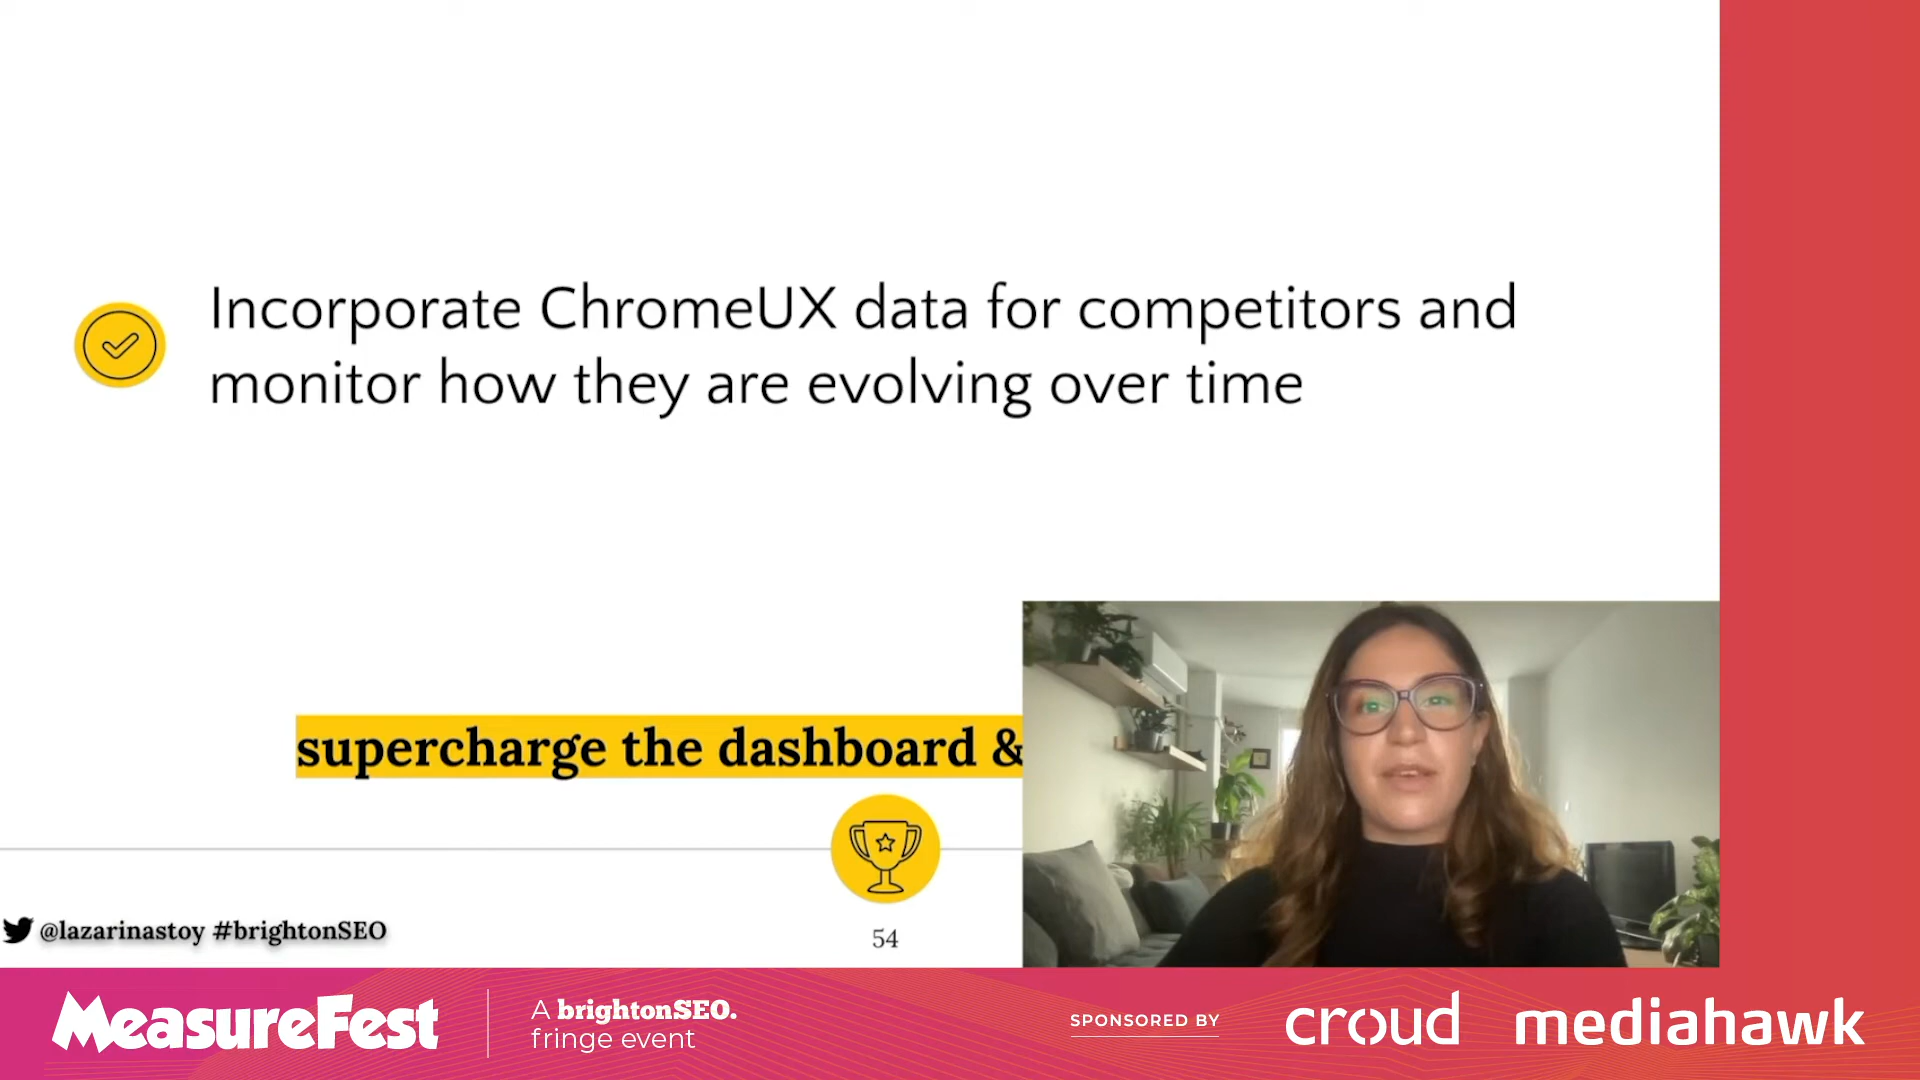 Incorporate ChromeUX data for competitors and
monitor how they are evolving over time
supercharge the dashboard &
@lazarinastoy #brightonSEO
54
MeasureFest
A brightonSEO.
fringe event
SPONSORED BY
croud
mediahawk